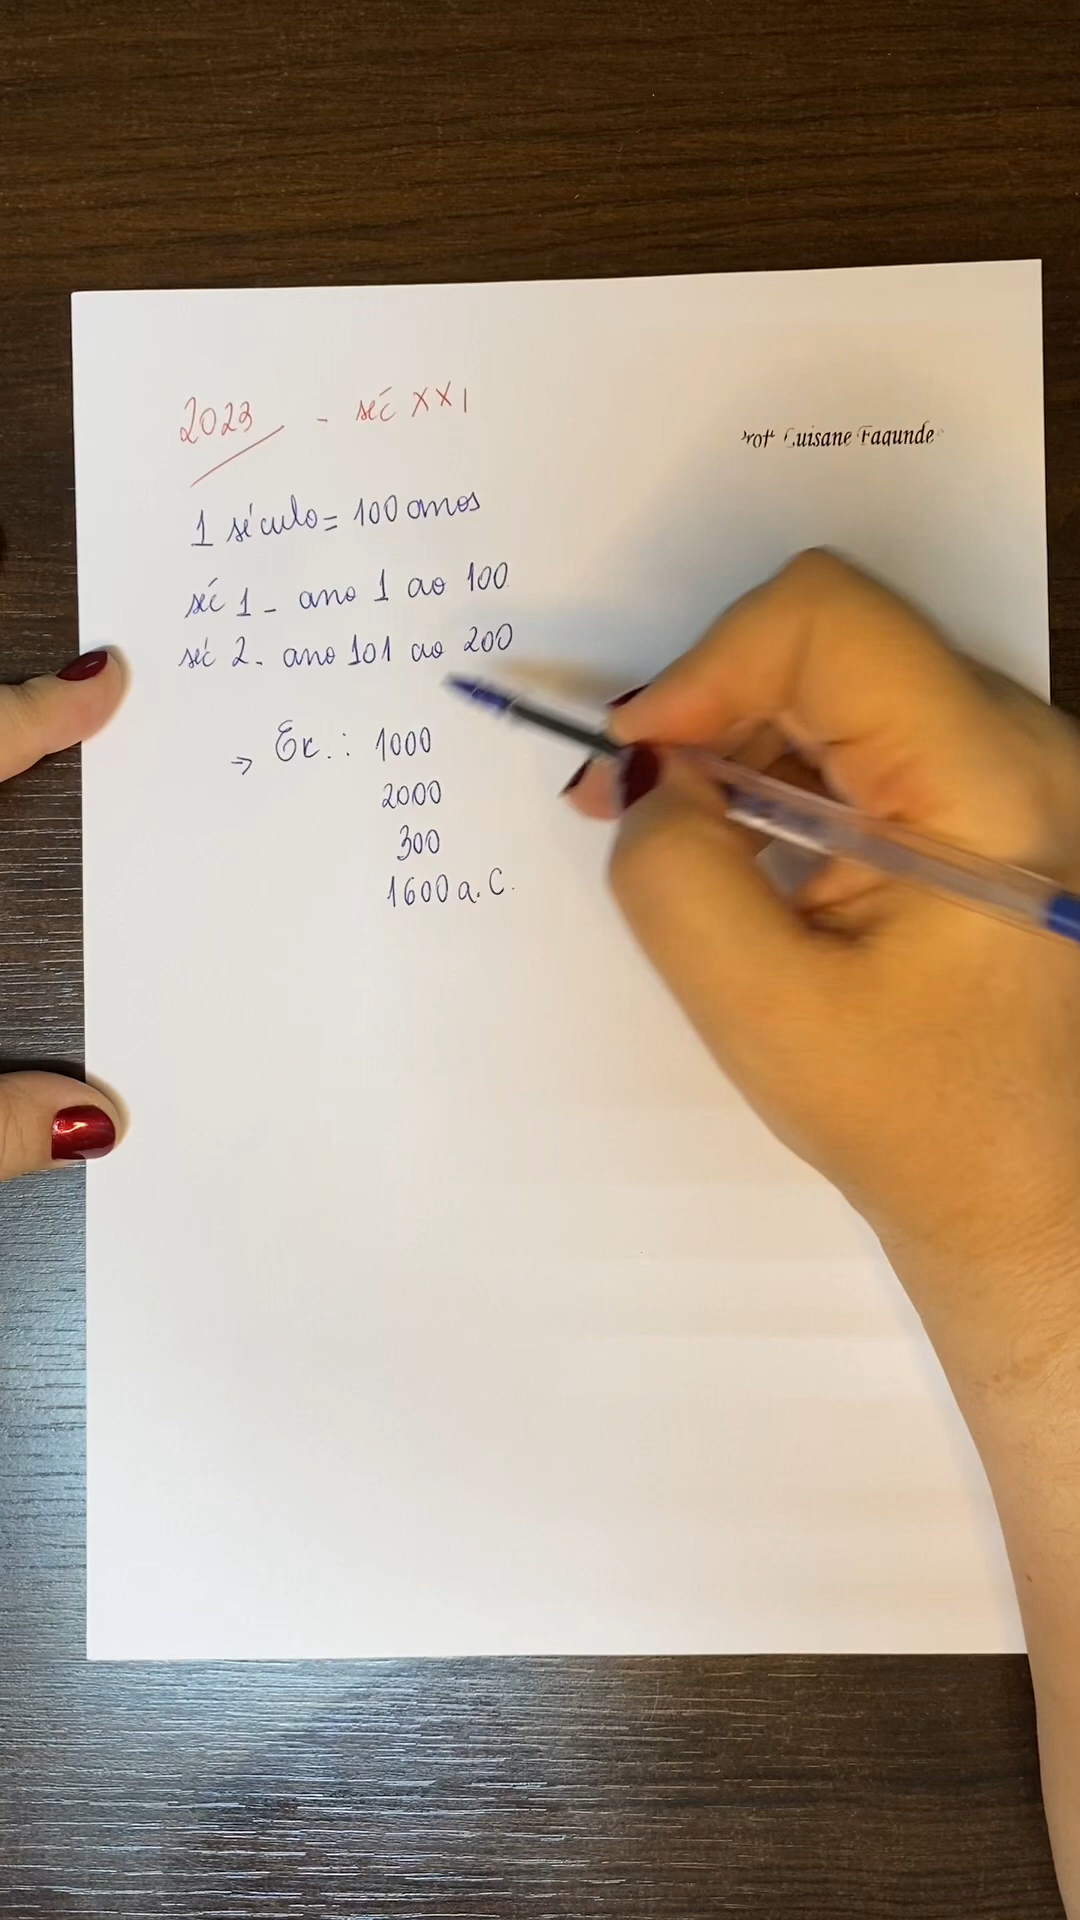 2023 - séc XXI
Profª Luisane Fagundes
1 século = 100 anos
séc 1 - ano 1 ao 100
séc 2 - ano 101 ao 200
→ Ex.: 1000
2000
300
1600 a.C.